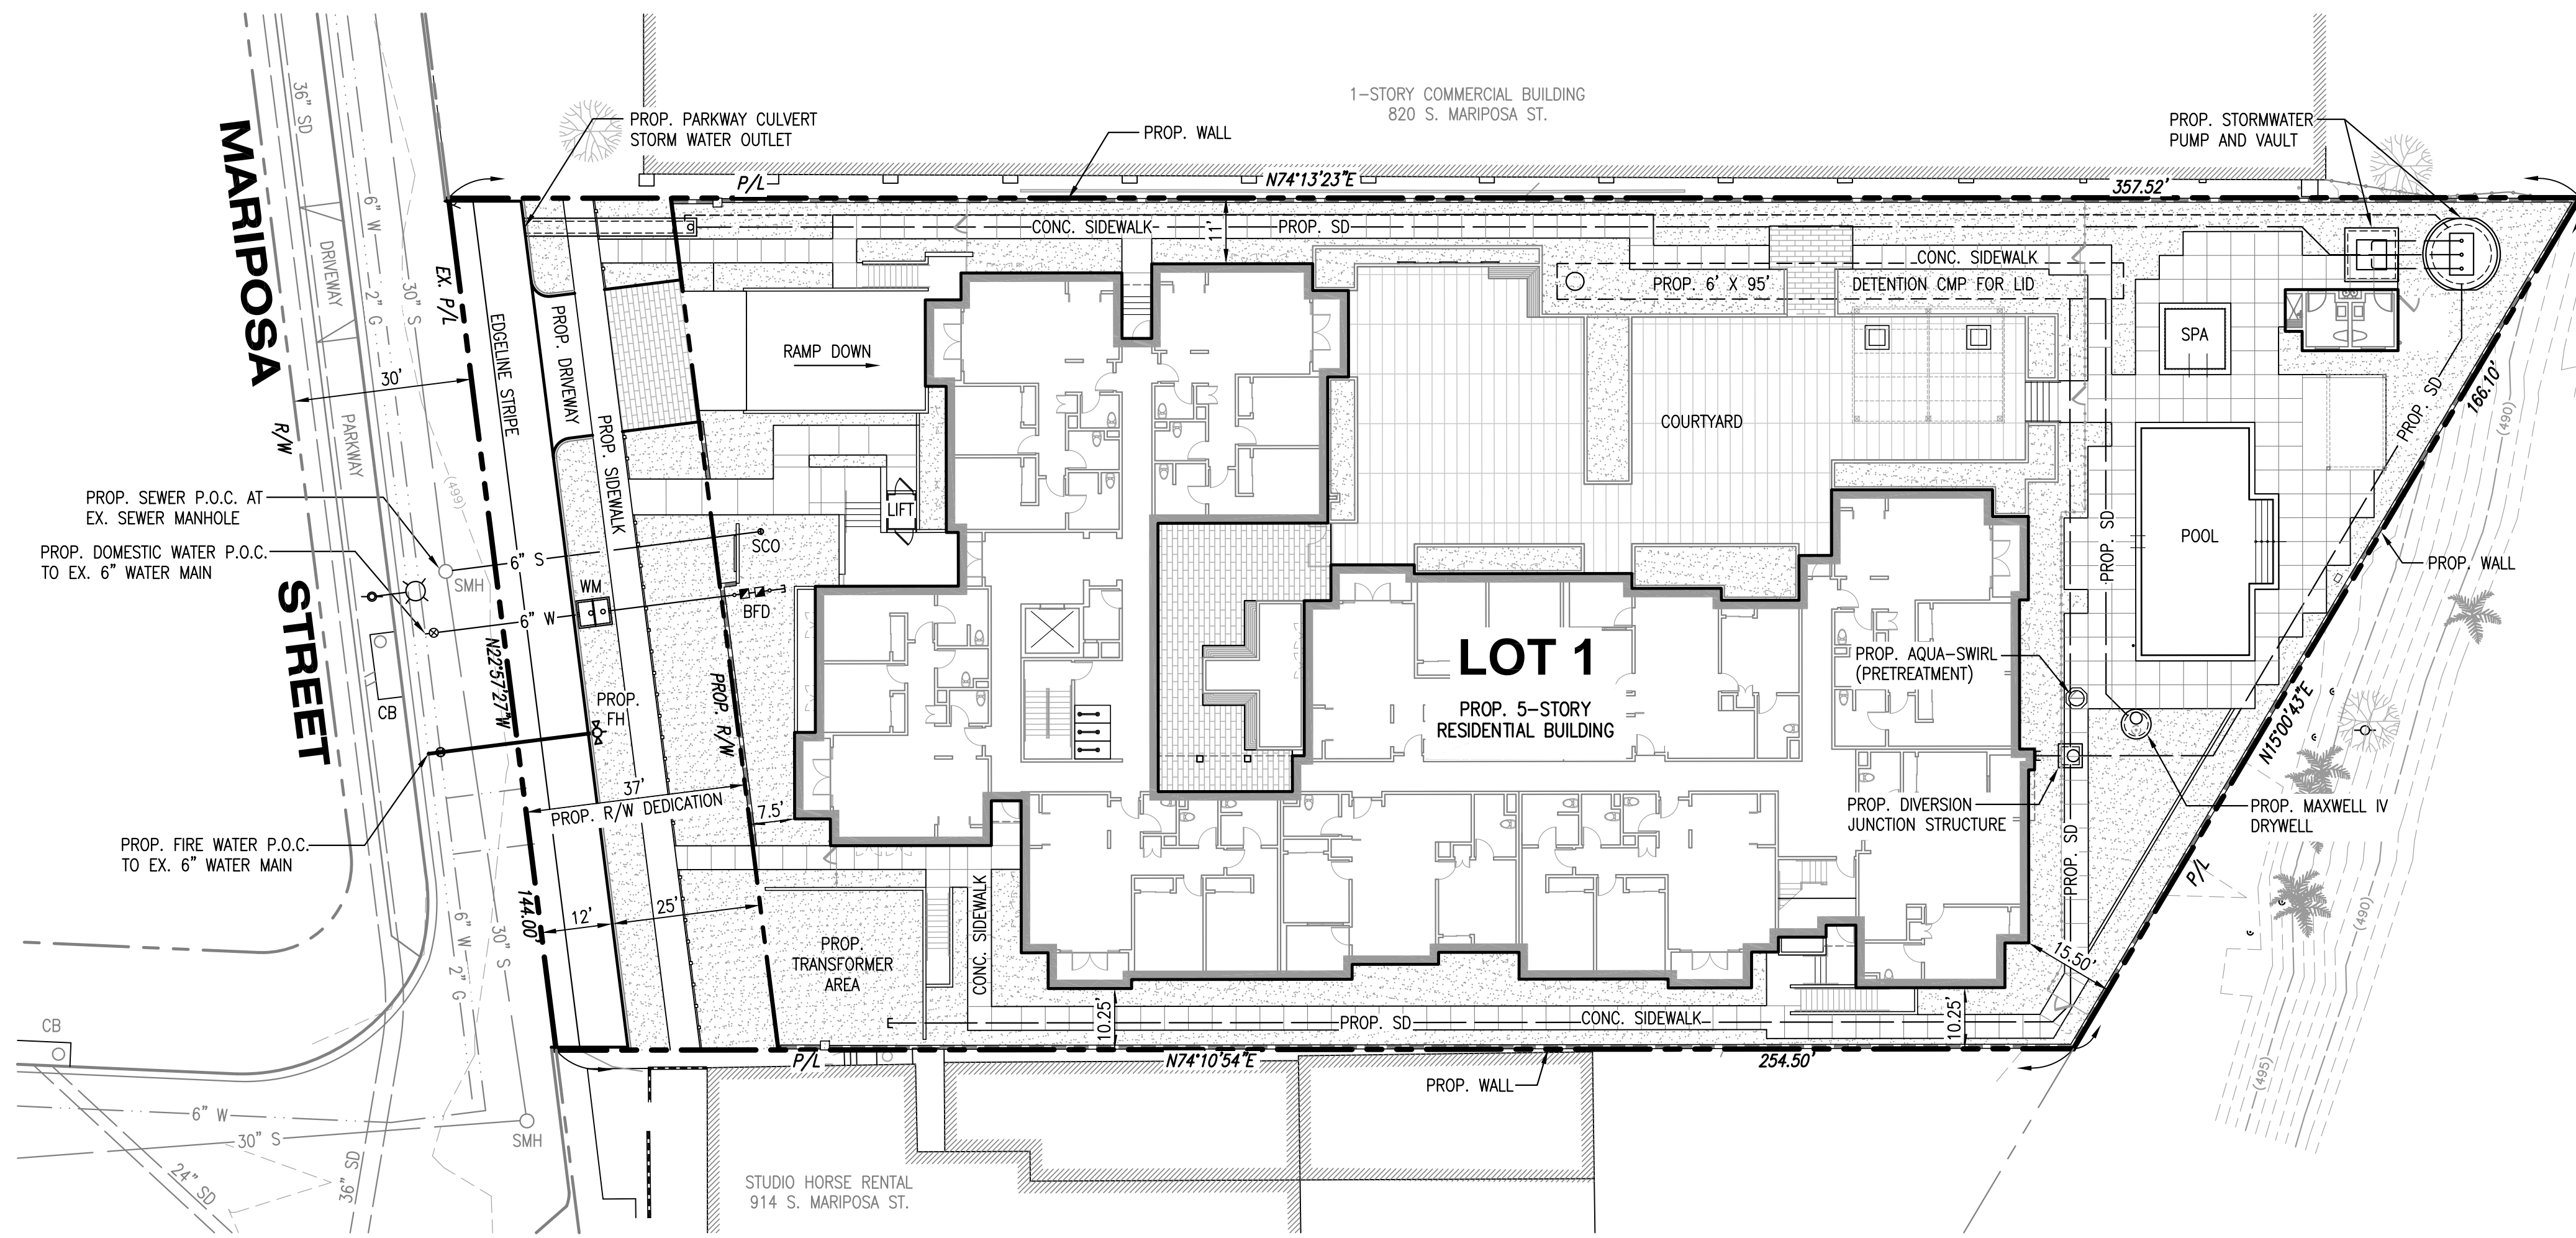 MARIPOSA
STREET
36" SD
6" W
2" G
30" S
DRIVEWAY
PARKWAY
EX. P/L
R/W
30'
(499)
PROP. PARKWAY CULVERT
STORM WATER OUTLET
PROP. WALL
1-STORY COMMERCIAL BUILDING
820 S. MARIPOSA ST.
PROP. STORMWATER
PUMP AND VAULT
P/L
N74°13'23"E
357.52'
CONC. SIDEWALK
PROP. SD
11'
CONC. SIDEWALK
PROP. 6' X 95'
DETENTION CMP FOR LID
EDGELINE STRIPE
PROP. DRIVEWAY
PROP. SIDEWALK
RAMP DOWN
COURTYARD
SPA
PROP. SD
166.10'
(490)
PROP. SEWER P.O.C. AT
EX. SEWER MANHOLE
PROP. DOMESTIC WATER P.O.C.
TO EX. 6" WATER MAIN
LIFT
SCO
6" S
SMH
WM
6" W
BFD
PROP. SD
POOL
PROP. WALL
N22°57'27"W
PROP.
FH
PROP. R/W
LOT 1
PROP. 5-STORY
RESIDENTIAL BUILDING
PROP. AQUA-SWIRL
(PRETREATMENT)
CB
N15°00'43"E
PROP. DIVERSION
JUNCTION STRUCTURE
PROP. MAXWELL IV
DRYWELL
PROP. FIRE WATER P.O.C.
TO EX. 6" WATER MAIN
37'
PROP. R/W DEDICATION
7.5'
PROP. SD
P/L
144.00'
12'
25'
6" W
2" G
30" S
PROP.
TRANSFORMER
AREA
CONC. SIDEWALK
15.50'
(490)
10.25'
PROP. SD
CONC. SIDEWALK
10.25'
CB
P/L
N74°10'54"E
254.50'
PROP. WALL
(495)
6" W
30" S
SMH
24" SD
36" SD
STUDIO HORSE RENTAL
914 S. MARIPOSA ST.